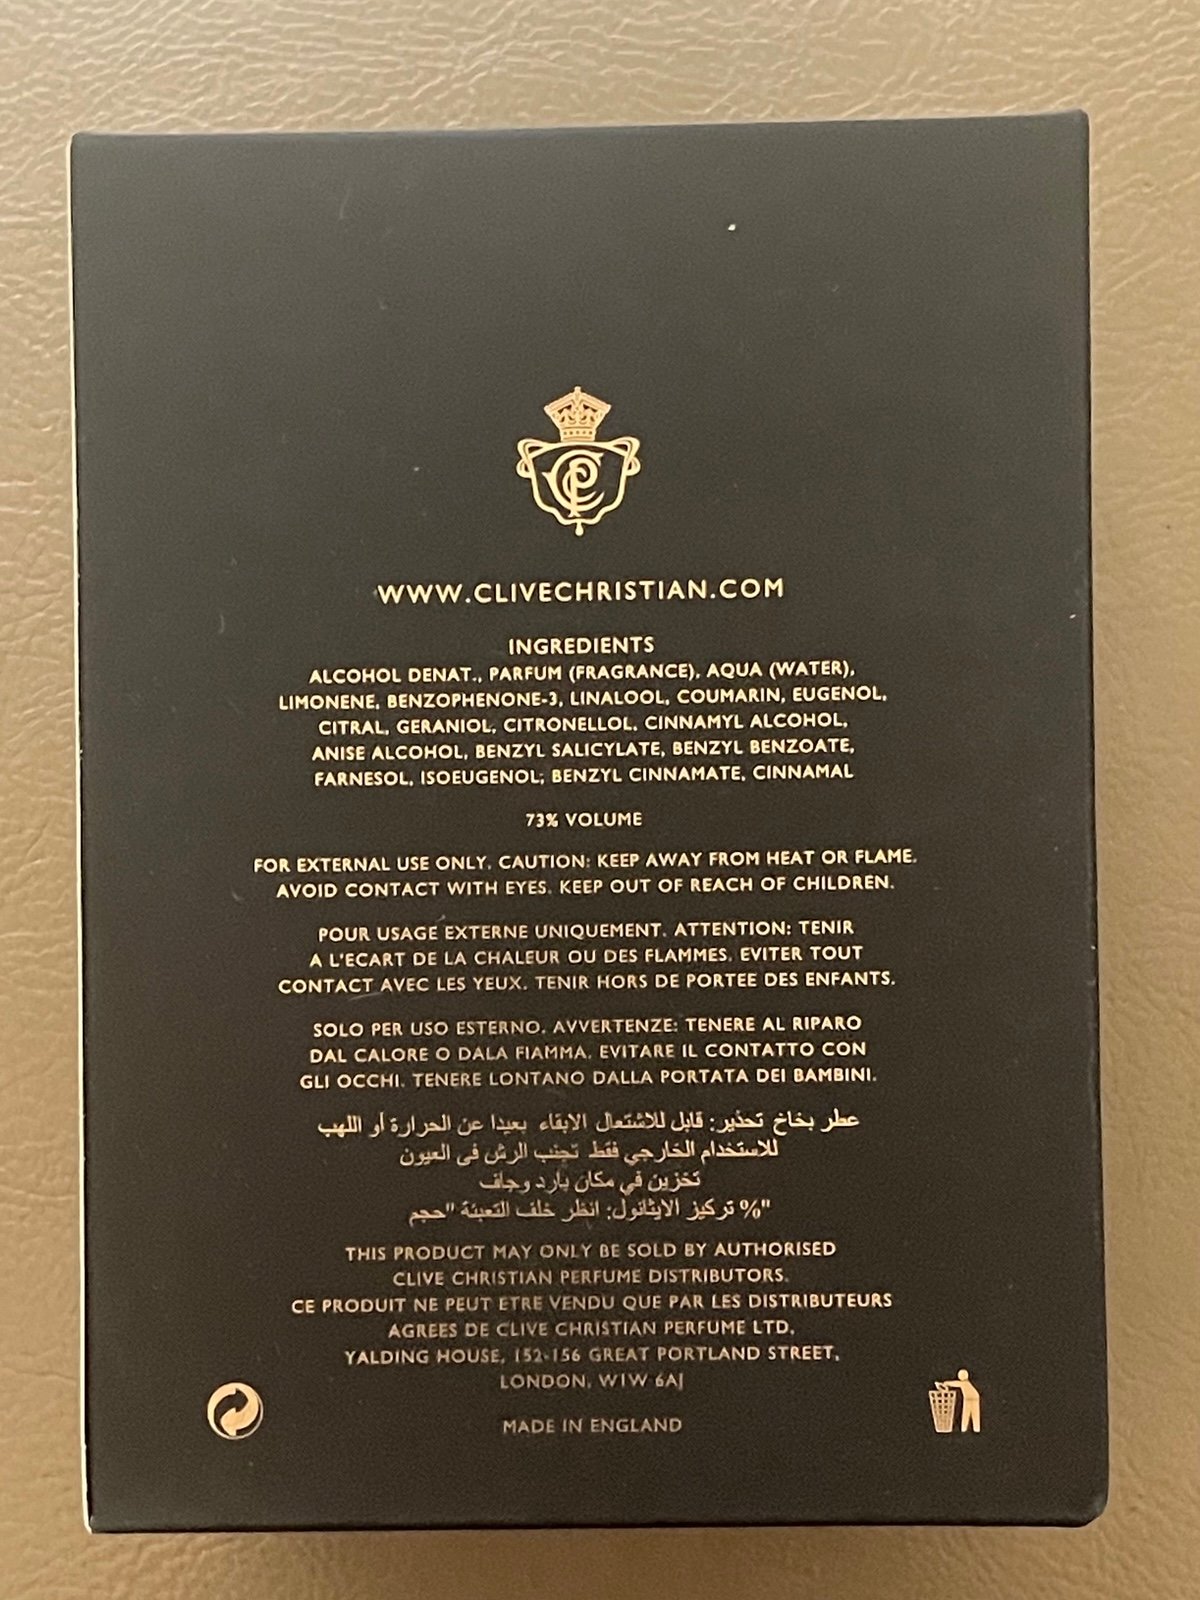 WWW.CLIVECHRISTIAN.COM
INGREDIENTS
ALCOHOL DENAT., PARFUM (FRAGRANCE), AQUA (WATER),
LIMONENE, BENZOPHENONE-3, LINALOOL, COUMARIN, EUGENOL,
CITRAL, GERANIOL, CITRONELLOL, CINNAMYL ALCOHOL,
ANISE ALCOHOL, BENZYL SALICYLATE, BENZYL BENZOATE,
FARNESOL, ISOEUGENOL; BENZYL CINNAMATE, CINNAMAL
73% VOLUME
FOR EXTERNAL USE ONLY. CAUTION: KEEP AWAY FROM HEAT OR FLAME.
AVOID CONTACT WITH EYES. KEEP OUT OF REACH OF CHILDREN.
POUR USAGE EXTERNE UNIQUEMENT. ATTENTION: TENIR
A L'ECART DE LA CHALEUR OU DES FLAMMES. EVITER TOUT
CONTACT AVEC LES YEUX. TENIR HORS DE PORTEE DES ENFANTS.
SOLO PER USO ESTERNO. AVVERTENZE: TENERE AL RIPARO
DAL CALORE O DALA FIAMMA. EVITARE IL CONTATTO CON
GLI OCCHI. TENERE LONTANO DALLA PORTATA DEI BAMBINI.
عطر بخاخ تحذير: قابل للاشتعال الابقاء بعيدا عن الحرارة أو اللهب
للاستخدام الخارجي فقط تجنب الرش في العيون
تخزين في مكان بارد وجاف
"% تركيز الايثانول: انظر خلف التعبئة "حجم
THIS PRODUCT MAY ONLY BE SOLD BY AUTHORISED
CLIVE CHRISTIAN PERFUME DISTRIBUTORS.
CE PRODUIT NE PEUT ETRE VENDU QUE PAR LES DISTRIBUTEURS
AGREES DE CLIVE CHRISTIAN PERFUME LTD.
YALDING HOUSE, 152-156 GREAT PORTLAND STREET,
LONDON, W1W 6AJ
MADE IN ENGLAND